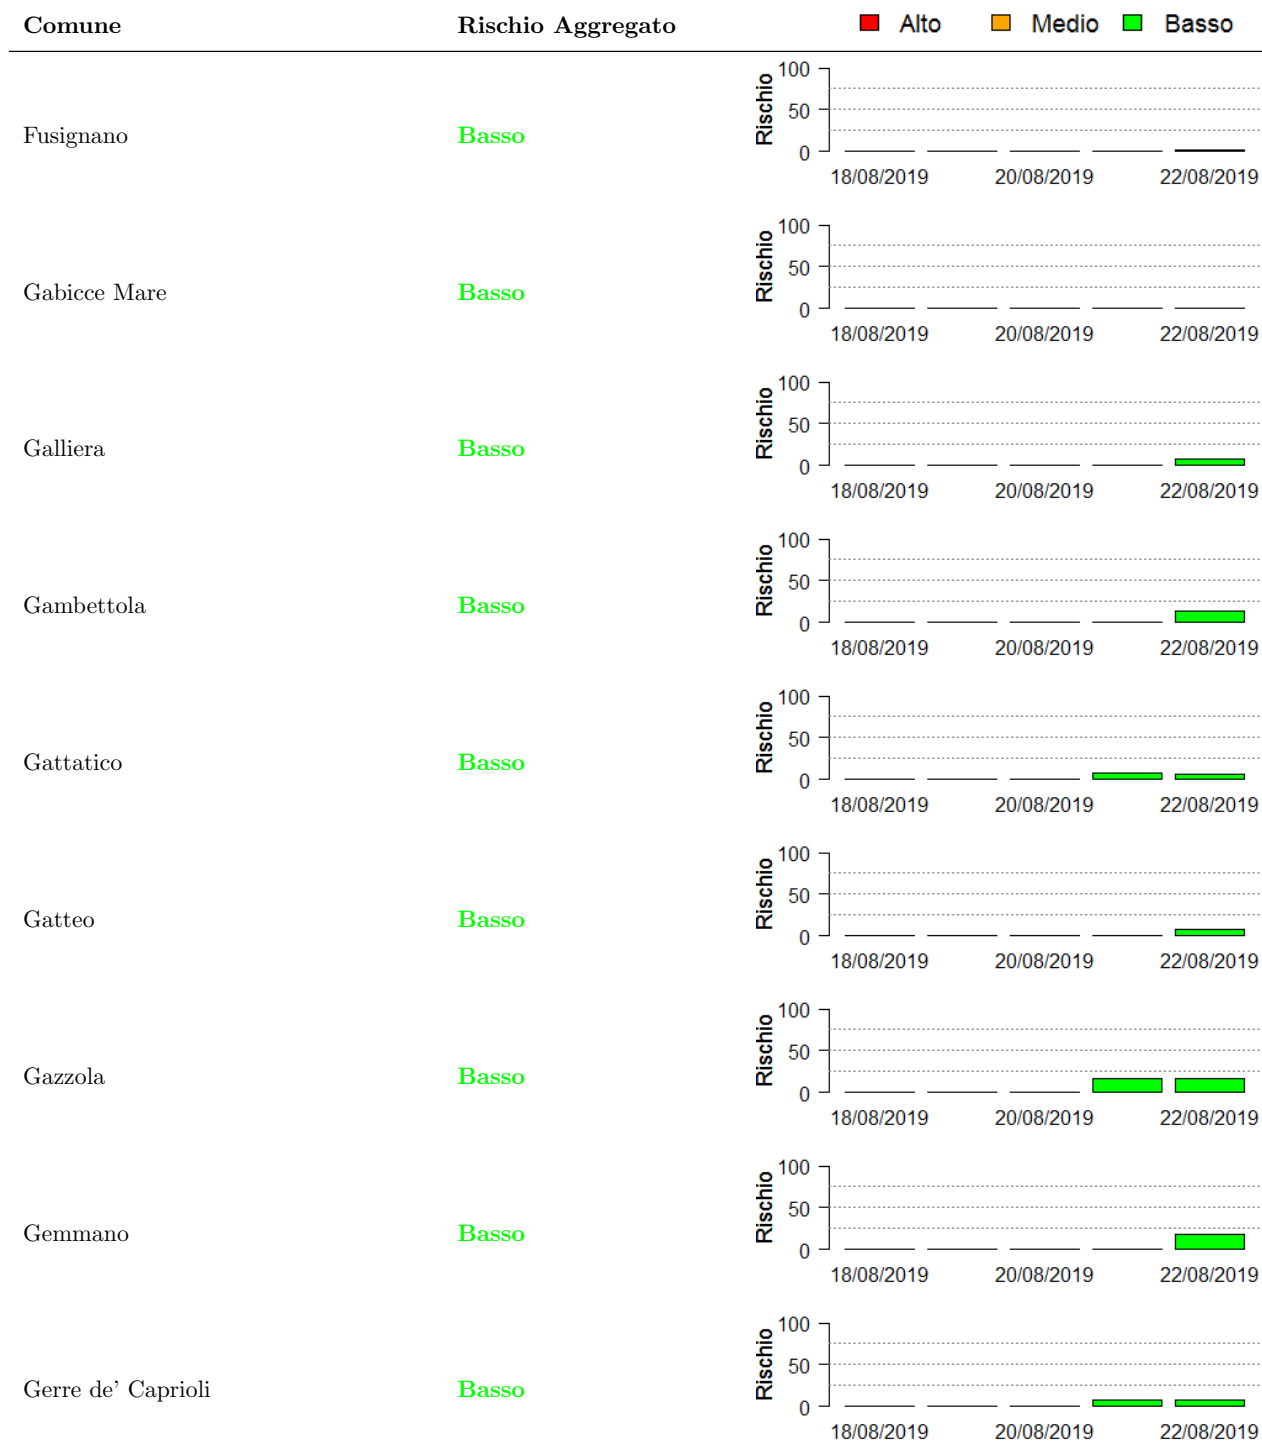 Comune Rischio Aggregato Alto Medio Basso
Fusignano Basso Rischio 100 50 0
18/08/2019 20/08/2019 22/08/2019
Gabicce Mare Basso Rischio 100 50 0
18/08/2019 20/08/2019 22/08/2019
Galliera Basso Rischio 100 50 0
18/08/2019 20/08/2019 22/08/2019
Gambettola Basso Rischio 100 50 0
18/08/2019 20/08/2019 22/08/2019
Gattatico Basso Rischio 100 50 0
18/08/2019 20/08/2019 22/08/2019
Gatteo Basso Rischio 100 50 0
18/08/2019 20/08/2019 22/08/2019
Gazzola Basso Rischio 100 50 0
18/08/2019 20/08/2019 22/08/2019
Gemmano Basso Rischio 100 50 0
18/08/2019 20/08/2019 22/08/2019
Gerre de' Caprioli Basso Rischio 100 50 0
18/08/2019 20/08/2019 22/08/2019